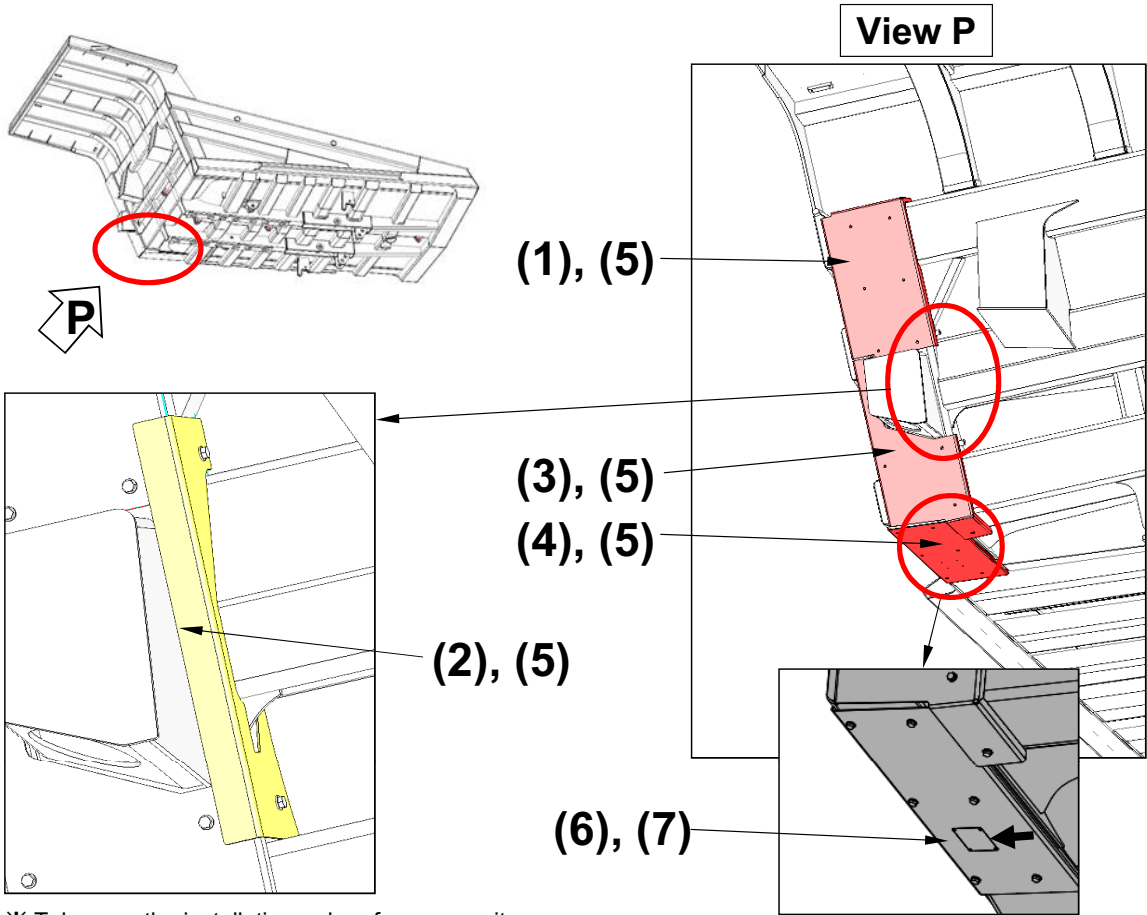 View P
P
(1), (5)
(3), (5)
(4), (5)
(2), (5)
(6), (7)